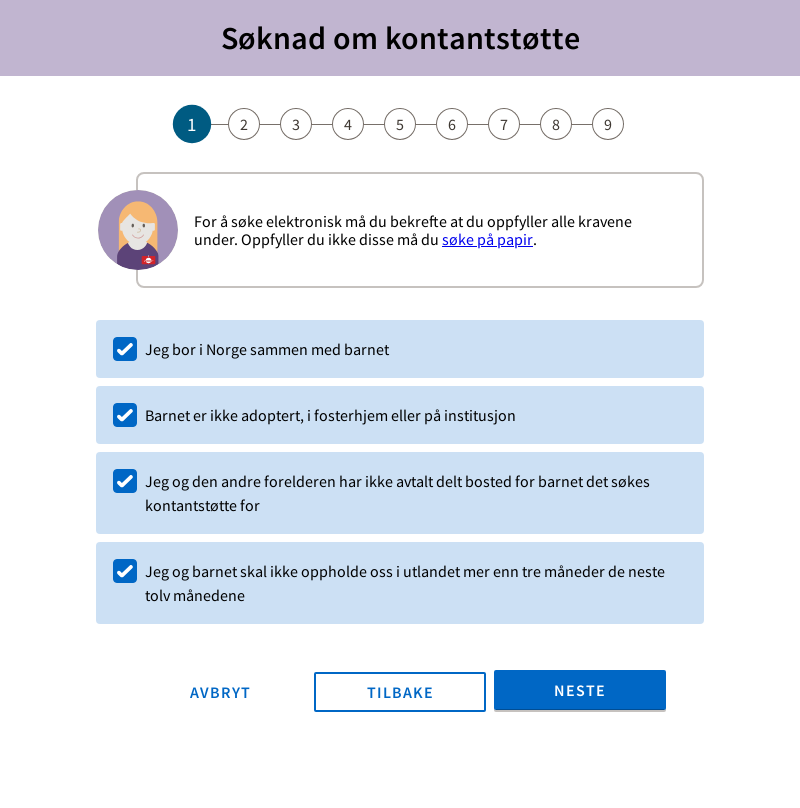 Søknad om kontantstøtte
1 2 3 4 5 6 7 8 9
For å søke elektronisk må du bekrefte at du oppfyller alle kravene
under. Oppfyller du ikke disse må du søke på papir.
Jeg bor i Norge sammen med barnet
Barnet er ikke adoptert, i fosterhjem eller på institusjon
Jeg og den andre forelderen har ikke avtalt delt bosted for barnet det søkes
kontantstøtte for
Jeg og barnet skal ikke oppholde oss i utlandet mer enn tre måneder de neste
tolv månedene
AVBRYT TILBAKE NESTE